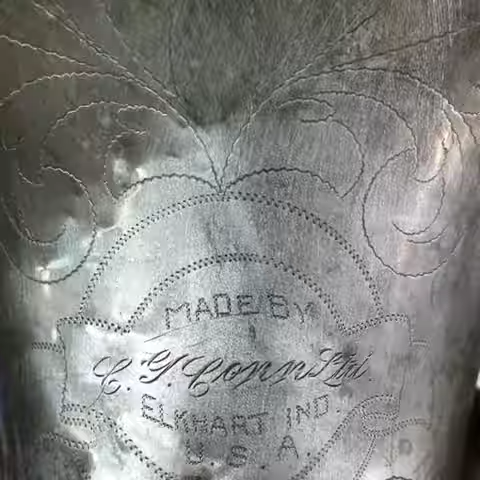 MADE BY
C. G. Conn Ltd.
ELKHART IND.
U. S. A.